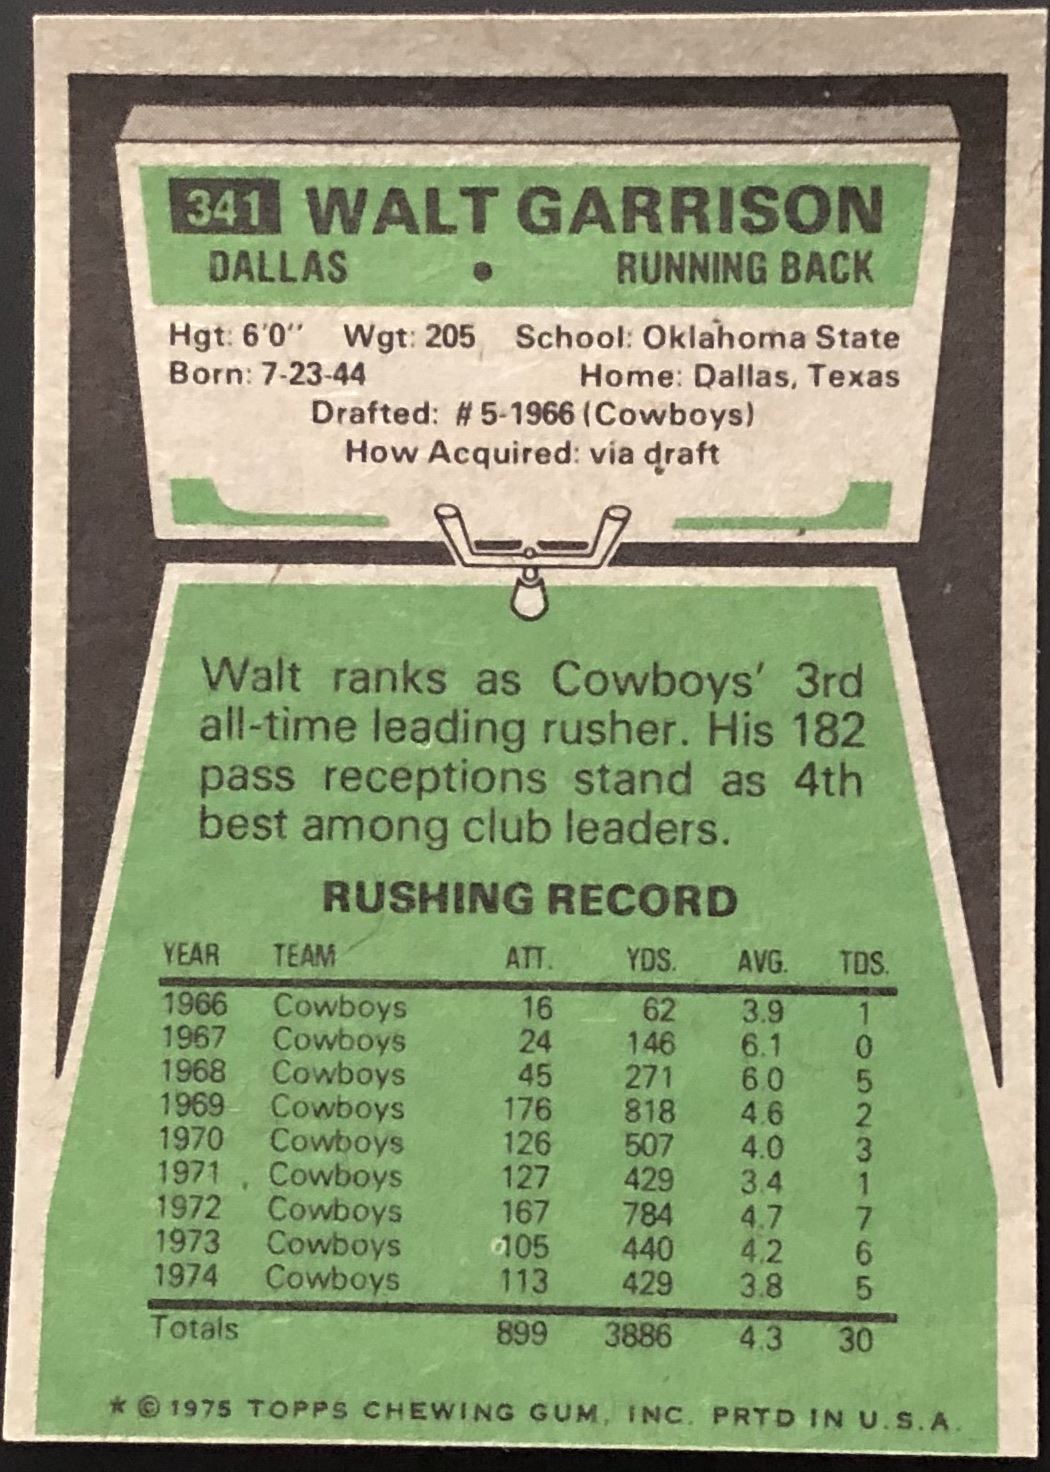 341 WALT GARRISON
DALLAS • RUNNING BACK
Hgt: 6'0" Wgt: 205 School: Oklahoma State
Born: 7-23-44 Home: Dallas, Texas
Drafted: #5-1966 (Cowboys)
How Acquired: via draft
Walt ranks as Cowboys' 3rd
all-time leading rusher. His 182
pass receptions stand as 4th
best among club leaders.
RUSHING RECORD
YEAR TEAM ATT. YDS. AVG. TDS.
1966 Cowboys 16 62 3.9 1
1967 Cowboys 24 146 6.1 0
1968 Cowboys 45 271 6.0 5
1969 Cowboys 176 818 4.6 2
1970 Cowboys 126 507 4.0 3
1971 Cowboys 127 429 3.4 1
1972 Cowboys 167 784 4.7 7
1973 Cowboys 105 440 4.2 6
1974 Cowboys 113 429 3.8 5
Totals 899 3886 4.3 30
* © 1975 TOPPS CHEWING GUM, INC. PRTD IN U.S.A.